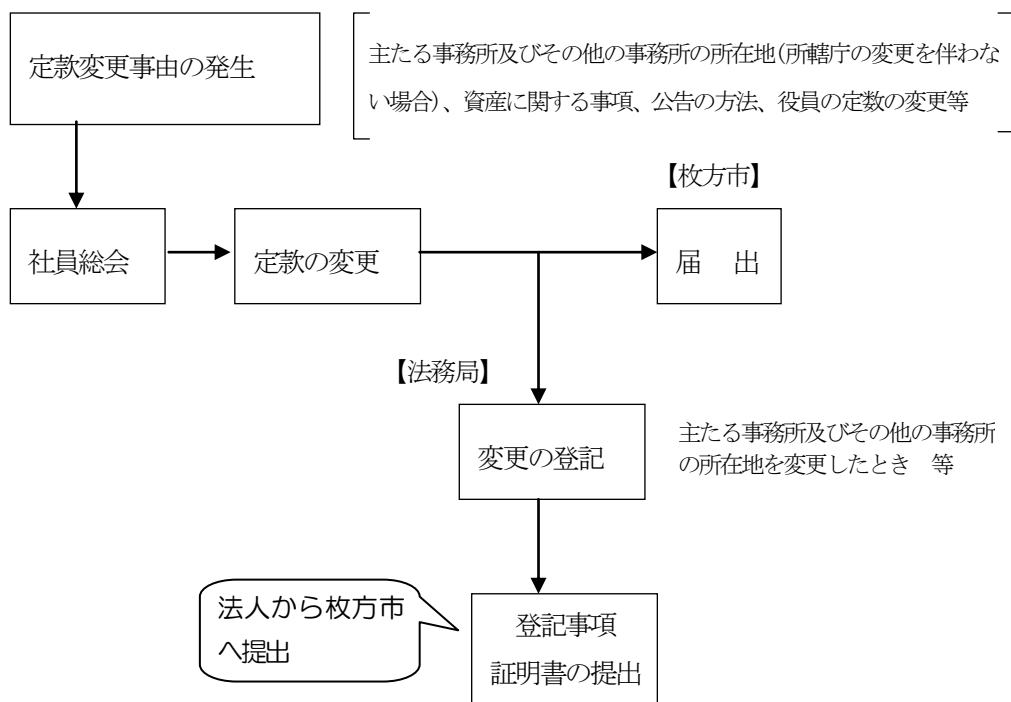 定款変更事由の発生
主たる事務所及びその他の事務所の所在地(所轄庁の変更を伴わな
い場合)、資産に関する事項、公告の方法、役員の定数の変更等
【枚方市】
社員総会
定款の変更
届 出
【法務局】
変更の登記
主たる事務所及びその他の事務所
の所在地を変更したとき 等
法人から枚方市
へ提出
登記事項
証明書の提出